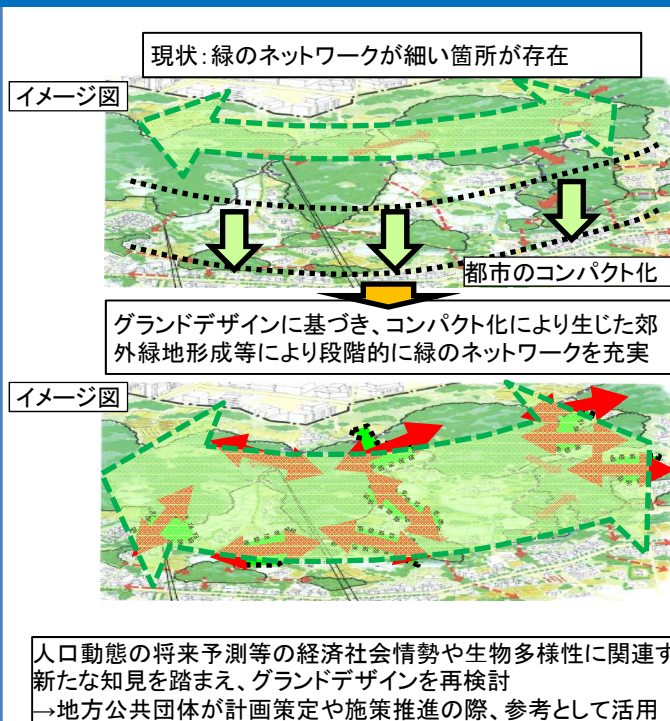 現状：緑のネットワークが細い箇所が存在
イメージ図
都市のコンパクト化
グランドデザインに基づき、コンパクト化により生じた郊
外緑地形成等により段階的に緑のネットワークを充実
イメージ図
人口動態の将来予測等の経済社会情勢や生物多様性に関連す
新たな知見を踏まえ、グランドデザインを再検討
→地方公共団体が計画策定や施策推進の際、参考として活用